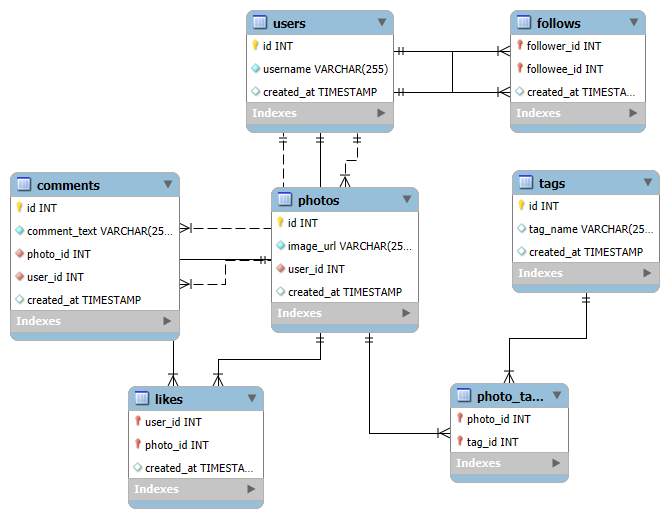 users
id INT
username VARCHAR(255)
created_at TIMESTAMP
Indexes
follows
follower_id INT
followee_id INT
created_at TIMESTA...
Indexes
comments
id INT
comment_text VARCHAR(25...
photo_id INT
user_id INT
created_at TIMESTAMP
Indexes
photos
id INT
image_url VARCHAR(25...
user_id INT
created_at TIMESTAMP
Indexes
tags
id INT
tag_name VARCHAR(25...
created_at TIMESTAMP
Indexes
likes
user_id INT
photo_id INT
created_at TIMESTA...
Indexes
photo_ta...
photo_id INT
tag_id INT
Indexes